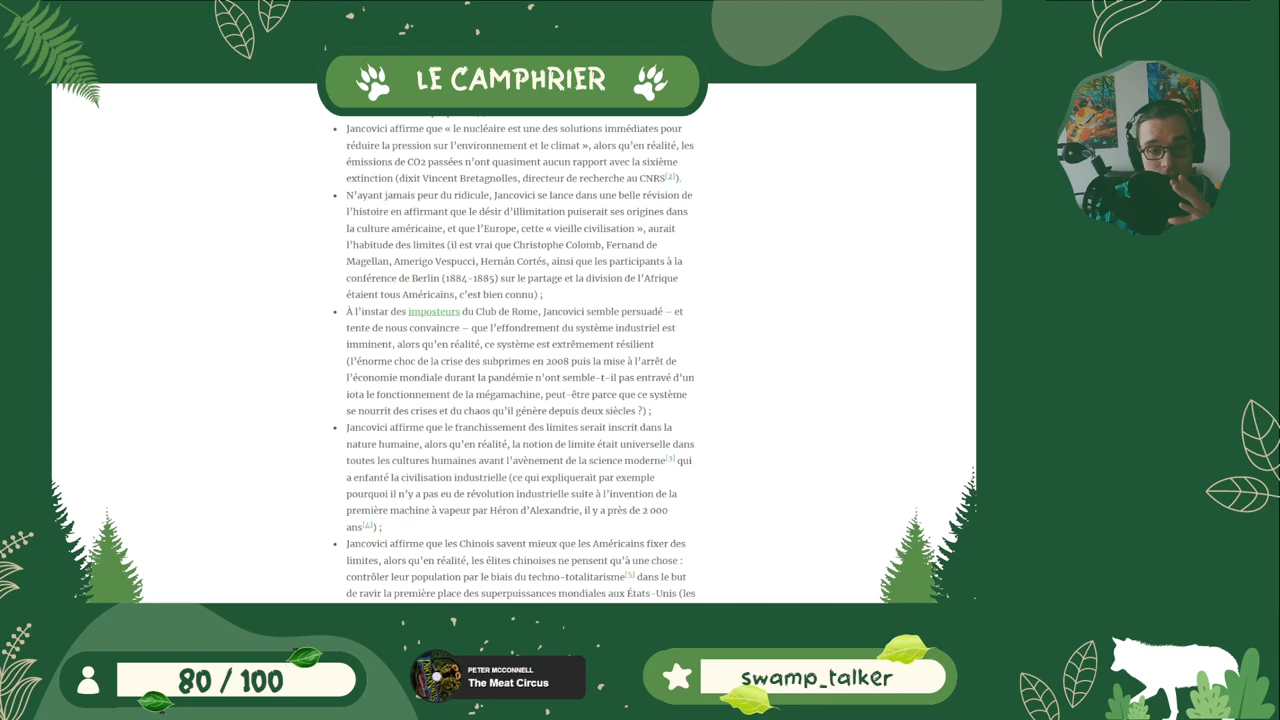 LE CAMPHRIER
Jancovici affirme que « le nucléaire est une des solutions immédiates pour
réduire la pression sur l'environnement et le climat », alors qu'en réalité, les
émissions de CO2 passées n'ont quasiment aucun rapport avec la sixième
extinction (dixit Vincent Bretagnolles, directeur de recherche au CNRS[2]).
N'ayant jamais peur du ridicule, Jancovici se lance dans une belle révision de
l'histoire en affirmant que le désir d'illimitation puiserait ses origines dans
la culture américaine, et que l'Europe, cette « vieille civilisation », aurait
l'habitude des limites (il est vrai que Christophe Colomb, Fernand de
Magellan, Amerigo Vespucci, Hernán Cortés, ainsi que les participants à la
conférence de Berlin (1884-1885) sur le partage et la division de l'Afrique
étaient tous Américains, c'est bien connu) ;
À l'instar des imposteurs du Club de Rome, Jancovici semble persuadé – et
tente de nous convaincre – que l'effondrement du système industriel est
imminent, alors qu'en réalité, ce système est extrêmement résilient
(l'énorme choc de la crise des subprimes en 2008 puis la mise à l'arrêt de
l'économie mondiale durant la pandémie n'ont semble-t-il pas entravé d'un
iota le fonctionnement de la mégamachine, peut-être parce que ce système
se nourrit des crises et du chaos qu'il génère depuis deux siècles ?) ;
Jancovici affirme que le franchissement des limites serait inscrit dans la
nature humaine, alors qu'en réalité, la notion de limite était universelle dans
toutes les cultures humaines avant l'avènement de la science moderne[3] qui
a enfanté la civilisation industrielle (ce qui expliquerait par exemple
pourquoi il n'y a pas eu de révolution industrielle suite à l'invention de la
première machine à vapeur par Héron d'Alexandrie, il y a près de 2 000
ans[4]) ;
Jancovici affirme que les Chinois savent mieux que les Américains fixer des
limites, alors qu'en réalité, les élites chinoises ne pensent qu'à une chose :
contrôler leur population par le biais du techno-totalitarisme[5] dans le but
de ravir la première place des superpuissances mondiales aux États-Unis (les
80 / 100
PETER MCCONNELL
The Meat Circus
swamp_talker